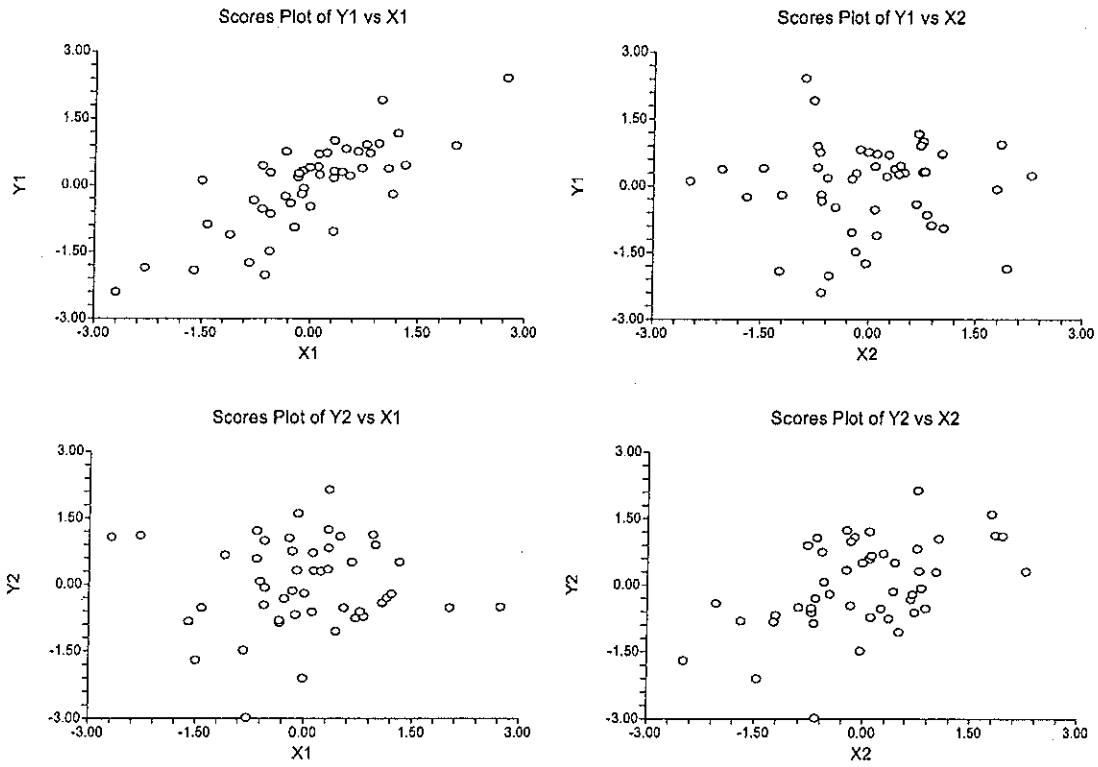 Scores Plot of Y1 vs X1
3.00
1.50
0.00
-1.50
-3.00
Y1
-3.00 -1.50 0.00 1.50 3.00
X1
Scores Plot of Y1 vs X2
3.00
1.50
0.00
-1.50
-3.00
Y1
-3.00 -1.50 0.00 1.50 3.00
X2
Scores Plot of Y2 vs X1
3.00
1.50
0.00
-1.50
-3.00
Y2
-3.00 -1.50 0.00 1.50 3.00
X1
Scores Plot of Y2 vs X2
3.00
1.50
0.00
-1.50
-3.00
Y2
-3.00 -1.50 0.00 1.50 3.00
X2